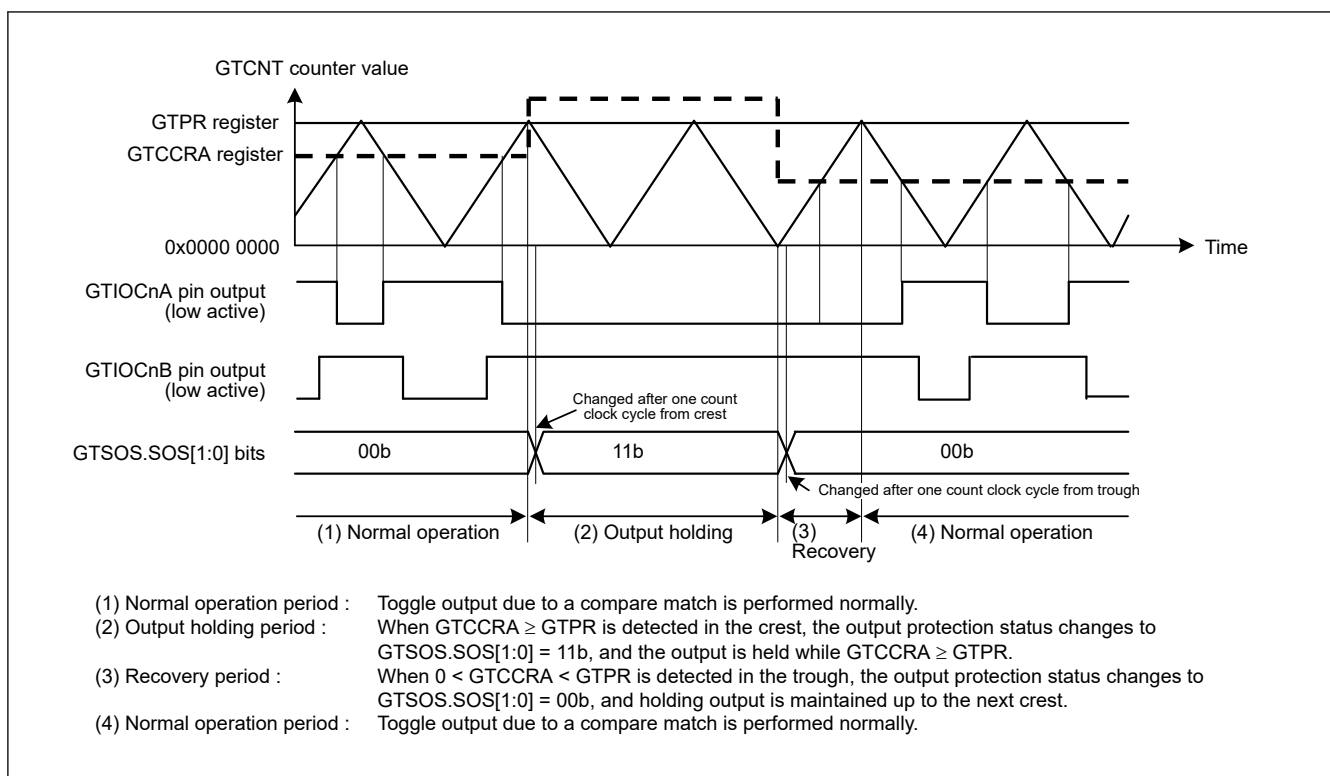 GTCNT counter value
GTPR register
GTCCRA register
0x0000 0000
Time
GTIOCnA pin output
(low active)
GTIOCnB pin output
(low active)
Changed after one count
clock cycle from crest
GTSOS.SOS[1:0] bits
00b
11b
00b
Changed after one count clock cycle from trough
(1) Normal operation
(2) Output holding
(3)
Recovery
(4) Normal operation
(1) Normal operation period : Toggle output due to a compare match is performed normally.
(2) Output holding period : When GTCCRA ≥ GTPR is detected in the crest, the output protection status changes to
GTSOS.SOS[1:0] = 11b, and the output is held while GTCCRA ≥ GTPR.
(3) Recovery period : When 0 < GTCCRA < GTPR is detected in the trough, the output protection status changes to
GTSOS.SOS[1:0] = 00b, and holding output is maintained up to the next crest.
(4) Normal operation period : Toggle output due to a compare match is performed normally.